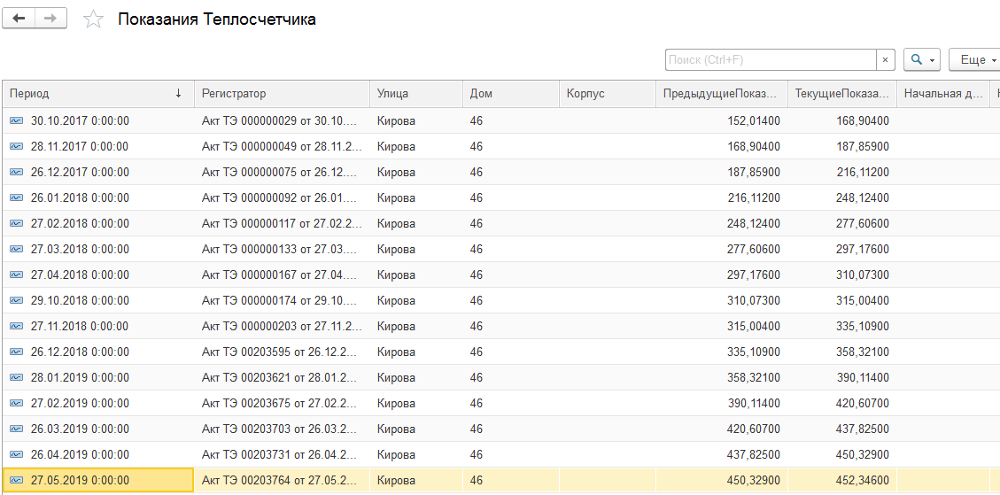 Показания Теплосчетчика
Поиск (Ctrl+F) × Еще
Период ↓ Регистратор Улица Дом Корпус ПредыдущиеПоказ... ТекущиеПоказа... Начальная д...
30.10.2017 0:00:00 Акт ТЭ 000000029 от 30.10.... Кирова 46 152,01400 168,90400
28.11.2017 0:00:00 Акт ТЭ 000000049 от 28.11.2... Кирова 46 168,90400 187,85900
26.12.2017 0:00:00 Акт ТЭ 000000075 от 26.12.... Кирова 46 187,85900 216,11200
26.01.2018 0:00:00 Акт ТЭ 000000092 от 26.01.... Кирова 46 216,11200 248,12400
27.02.2018 0:00:00 Акт ТЭ 000000117 от 27.02.2... Кирова 46 248,12400 277,60600
27.03.2018 0:00:00 Акт ТЭ 000000133 от 27.03.... Кирова 46 277,60600 297,17600
27.04.2018 0:00:00 Акт ТЭ 000000167 от 27.04.... Кирова 46 297,17600 310,07300
29.10.2018 0:00:00 Акт ТЭ 000000174 от 29.10.... Кирова 46 310,07300 315,00400
27.11.2018 0:00:00 Акт ТЭ 000000203 от 27.11.2... Кирова 46 315,00400 335,10900
26.12.2018 0:00:00 Акт ТЭ 00203595 от 26.12.2... Кирова 46 335,10900 358,32100
28.01.2019 0:00:00 Акт ТЭ 00203621 от 28.01.2... Кирова 46 358,32100 390,11400
27.02.2019 0:00:00 Акт ТЭ 00203675 от 27.02.2... Кирова 46 390,11400 420,60700
26.03.2019 0:00:00 Акт ТЭ 00203703 от 26.03.2... Кирова 46 420,60700 437,82500
26.04.2019 0:00:00 Акт ТЭ 00203731 от 26.04.2... Кирова 46 437,82500 450,32900
27.05.2019 0:00:00 Акт ТЭ 00203764 от 27.05.2... Кирова 46 450,32900 452,34600